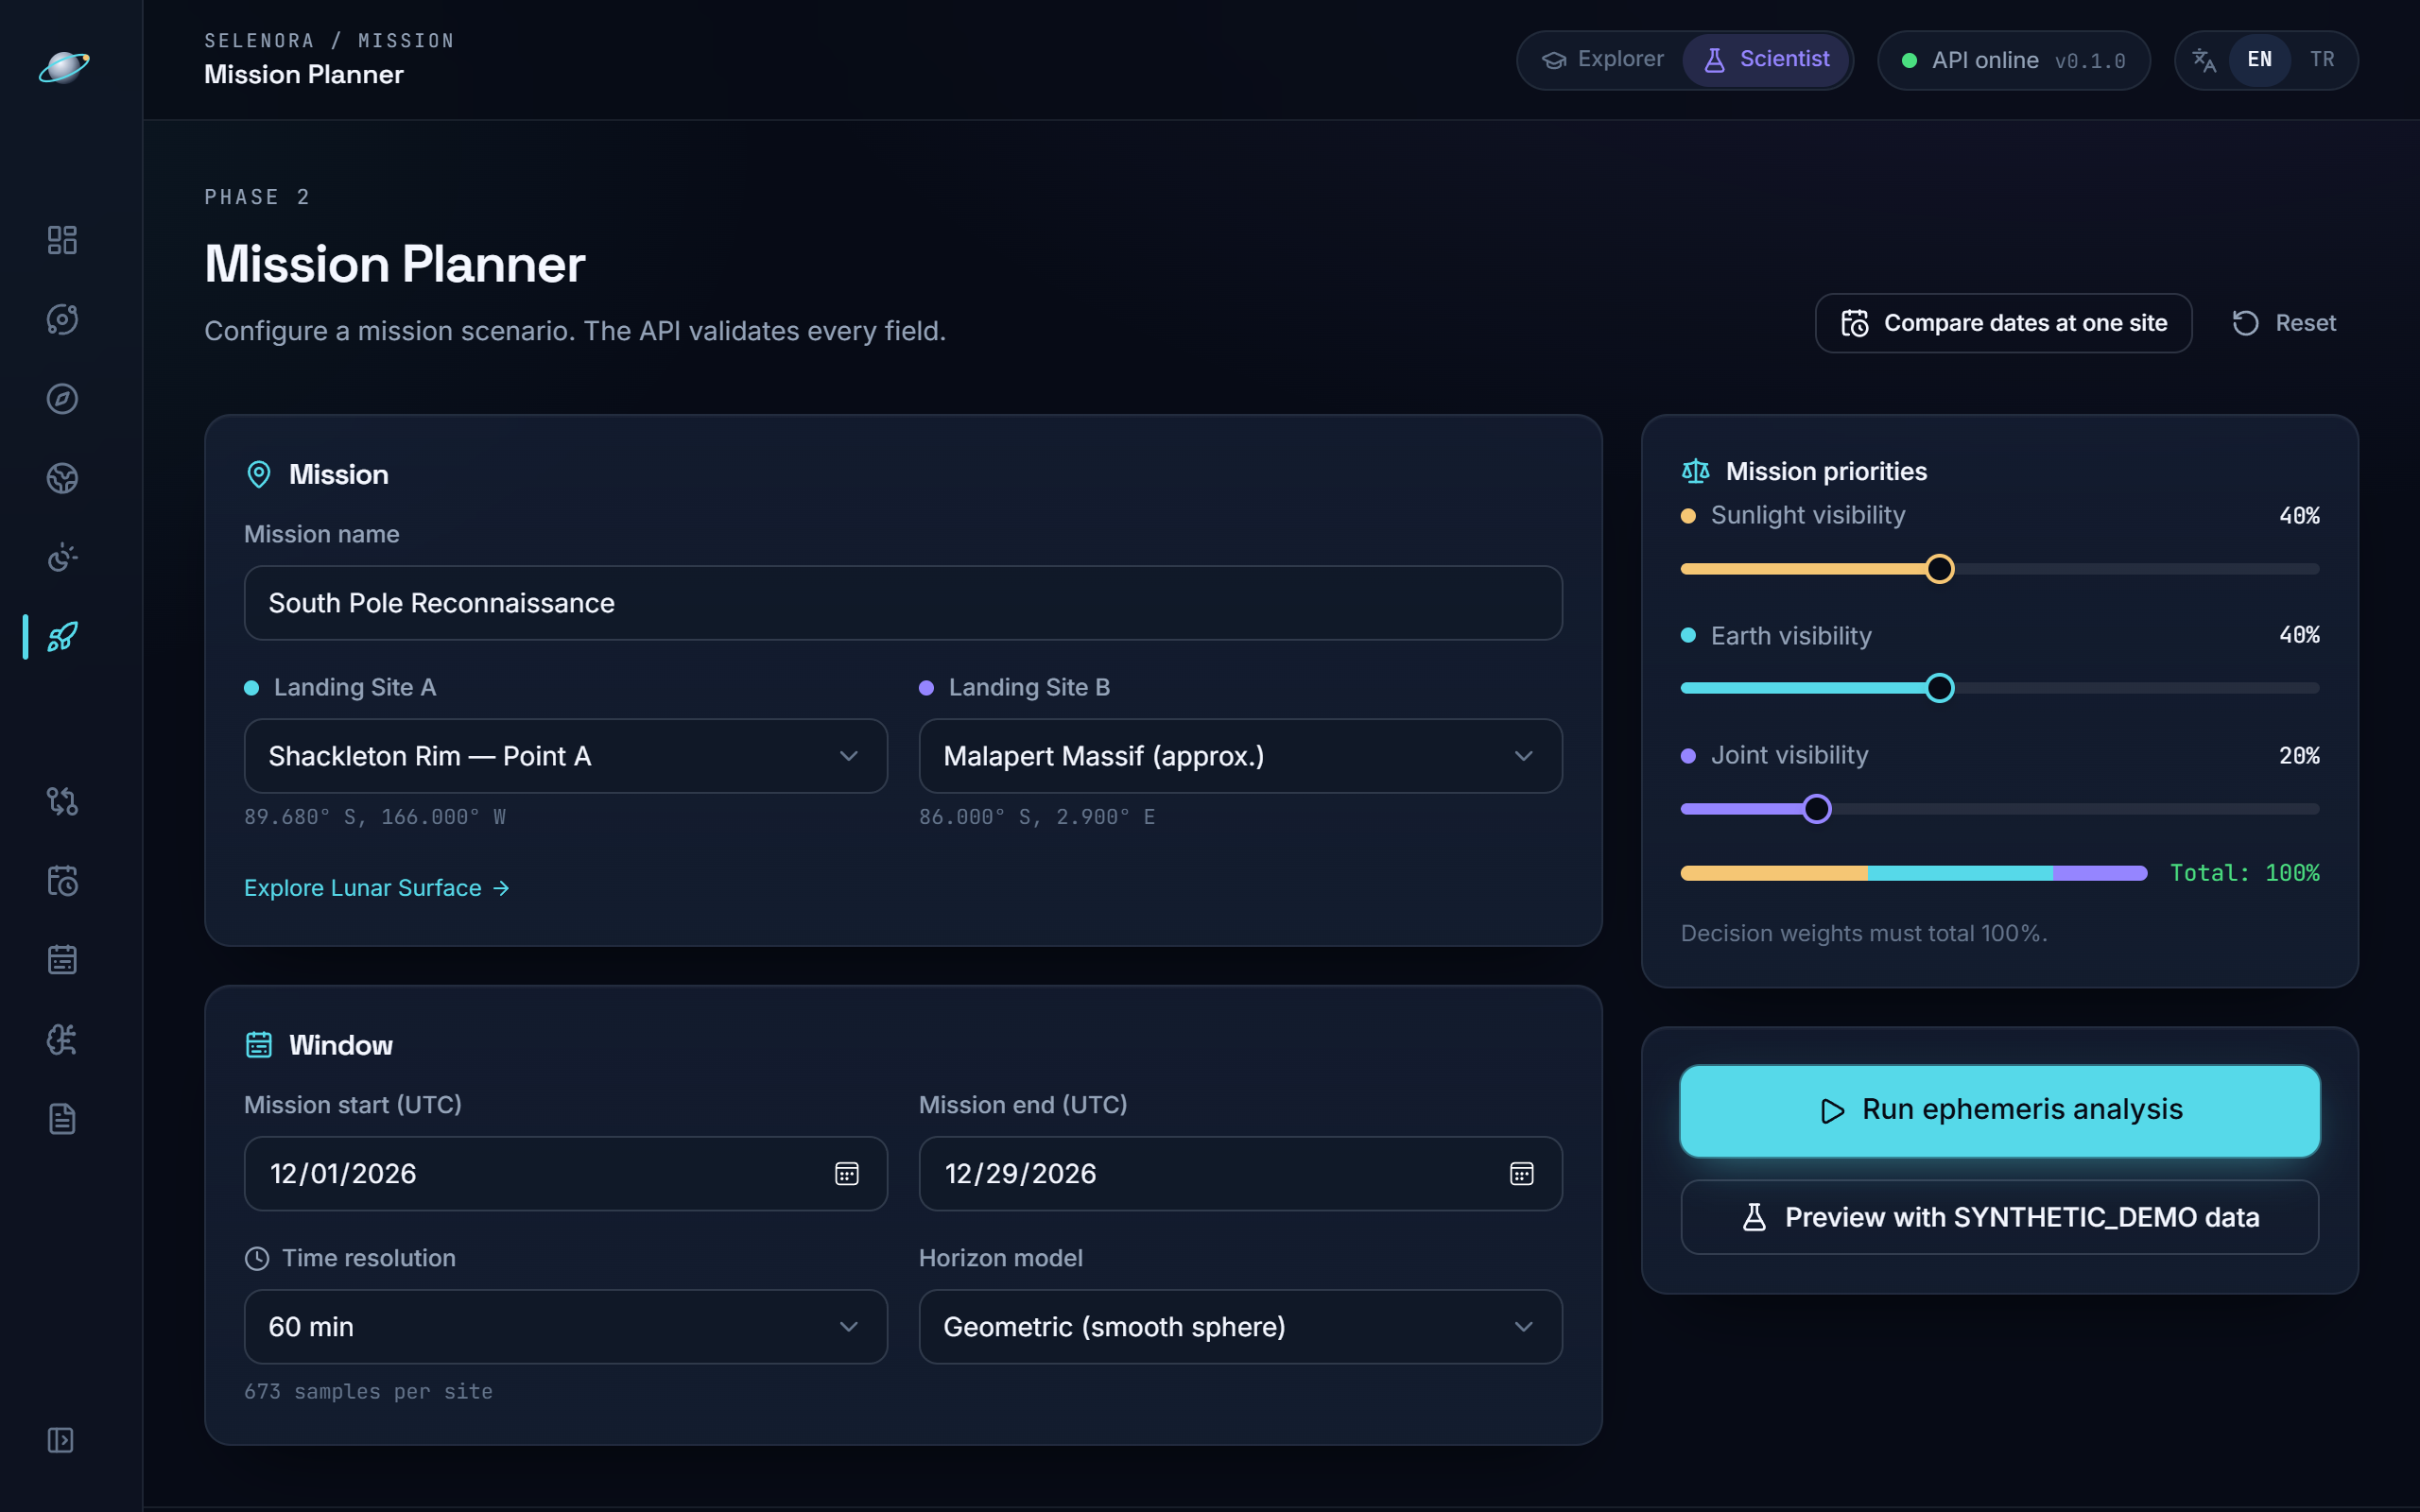 SELENORA / MISSION
Mission Planner
Explorer
Scientist
API online v0.1.0
EN
TR
PHASE 2
Mission Planner
Configure a mission scenario. The API validates every field.
Compare dates at one site
Reset
Mission
Mission name
South Pole Reconnaissance
Landing Site A
Landing Site B
Shackleton Rim — Point A
Malapert Massif (approx.)
89.680° S, 166.000° W
86.000° S, 2.900° E
Explore Lunar Surface →
Window
Mission start (UTC)
Mission end (UTC)
12/01/2026
12/29/2026
Time resolution
Horizon model
60 min
Geometric (smooth sphere)
673 samples per site
Mission priorities
Sunlight visibility 40%
Earth visibility 40%
Joint visibility 20%
Total: 100%
Decision weights must total 100%.
Run ephemeris analysis
Preview with SYNTHETIC_DEMO data